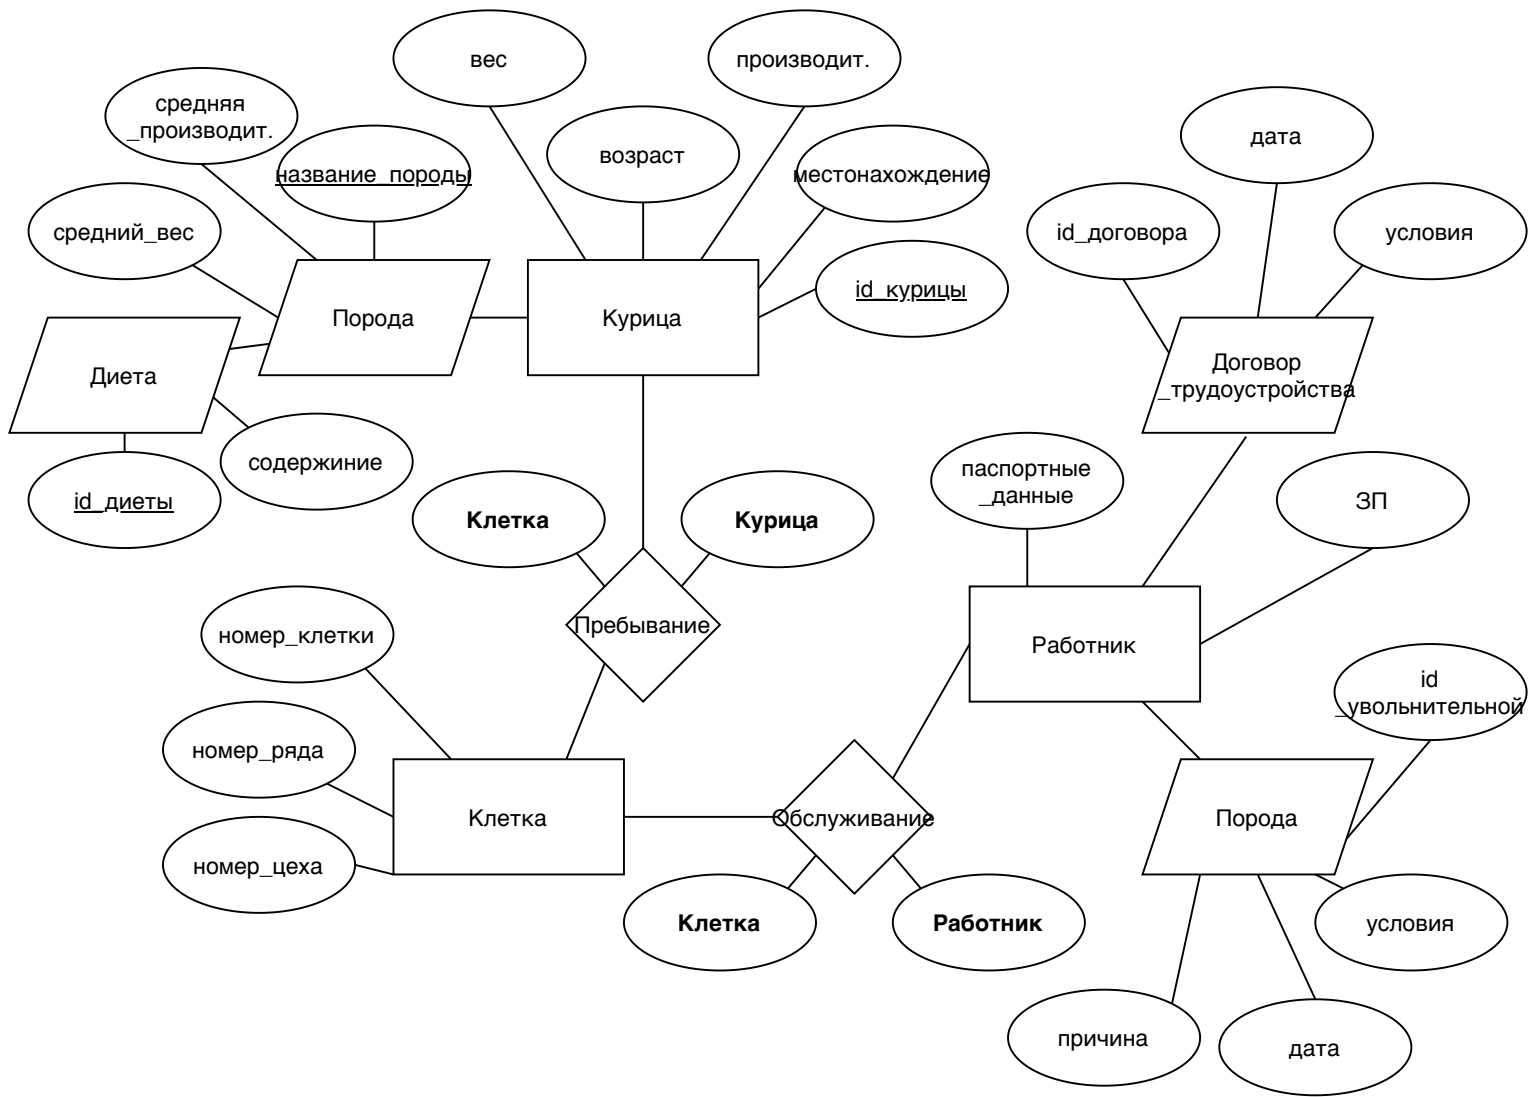 вес
производит.
средняя
_производит.
дата
возраст
название_породы
местонахождение
средний_вес
id_договора
условия
id_курицы
Порода
Курица
Диета
Договор
_трудоустройства
содержиние
паспортные
_данные
id_диеты
ЗП
Клетка
Курица
Пребывание
номер_клетки
Работник
id
_увольнительной
номер_ряда
Клетка
Обслуживание
Порода
номер_цеха
Клетка
Работник
условия
причина
дата